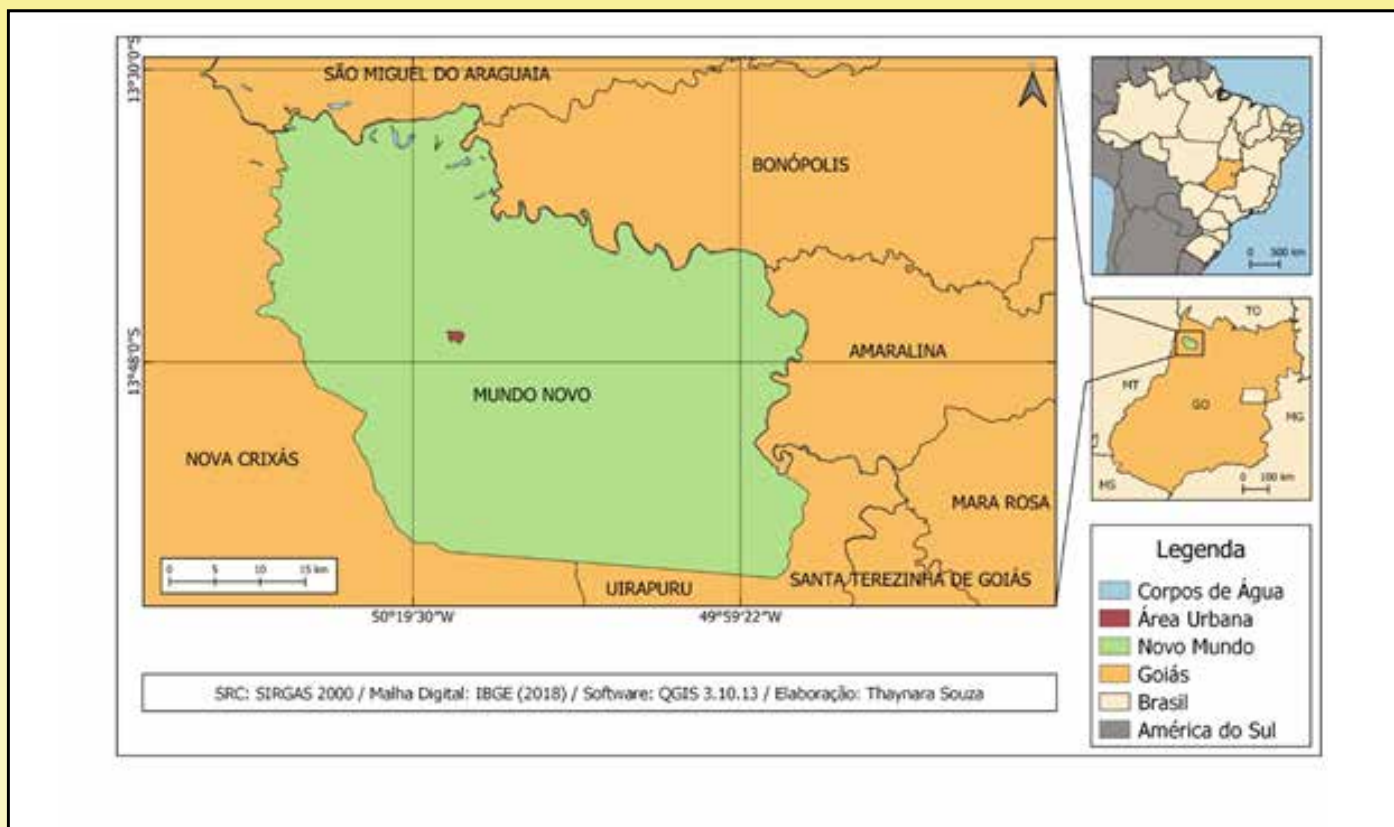 13°30'0"S
SÃO MIGUEL DO ARAGUAIA
BONÓPOLIS
13°48'0"S
AMARALINA
MUNDO NOVO
NOVA CRIXÁS
MARA ROSA
0 5 10 15 km
UIRAPURU
SANTA TEREZINHA DE GOIÁS
50°19'30"W
49°59'22"W
SRC: SIRGAS 2000 / Malha Digital: IBGE (2018) / Software: QGIS 3.10.13 / Elaboração: Thaynara Souza
0 500 km
TO
MT
GO
MG
MS
0 100 km
Legenda
Corpos de Água
Área Urbana
Novo Mundo
Goiás
Brasil
América do Sul